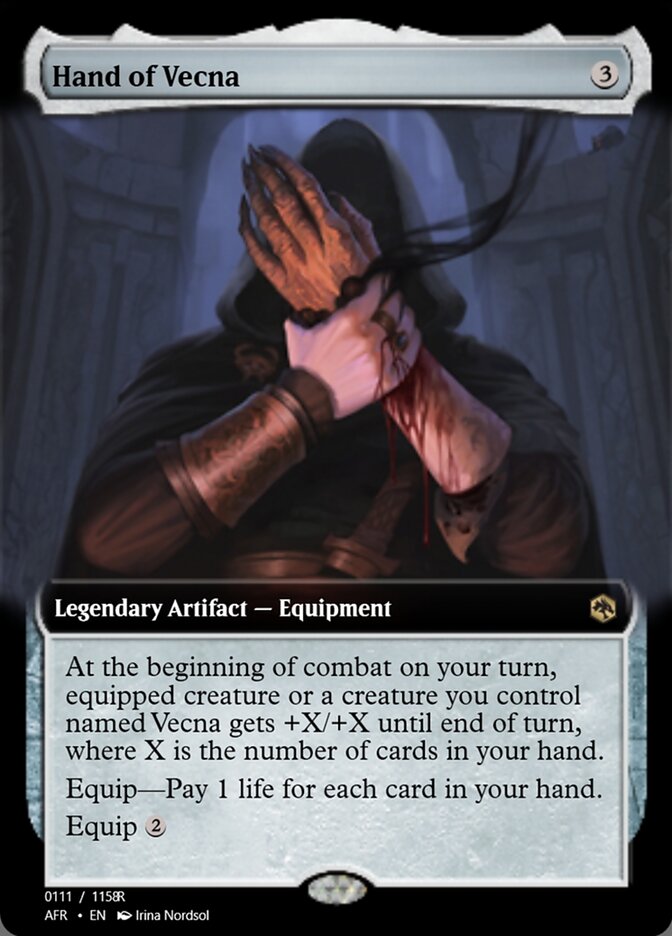 Hand of Vecna 3
Legendary Artifact — Equipment
At the beginning of combat on your turn,
equipped creature or a creature you control
named Vecna gets +X/+X until end of turn,
where X is the number of cards in your hand.
Equip—Pay 1 life for each card in your hand.
Equip 2
0111 / 1158R
AFR • EN Irina Nordsol